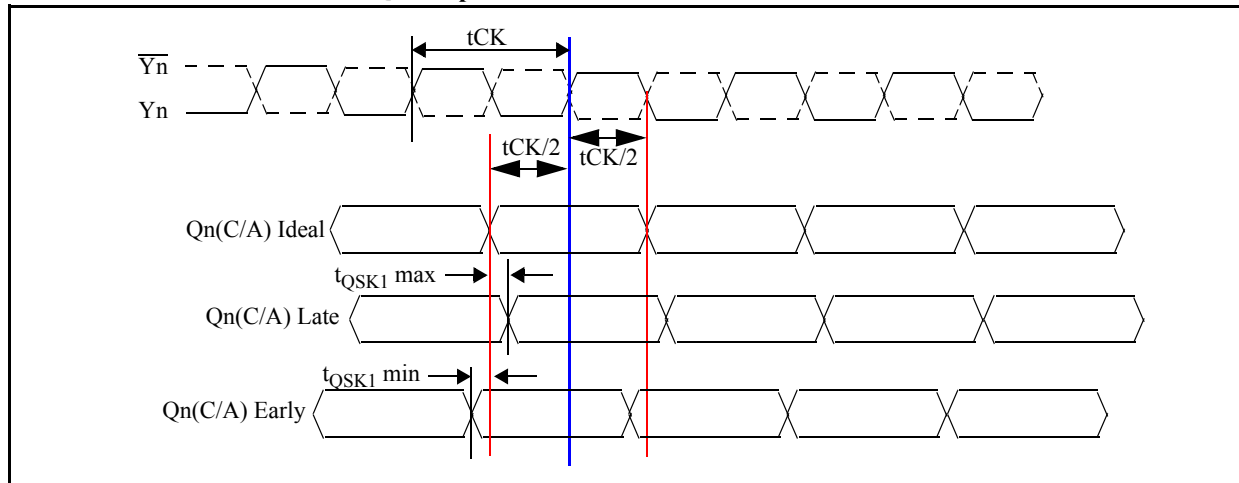 tCK
Yn
Yn
tCK/2
tCK/2
Qn(C/A) Ideal
tQSK1 max
Qn(C/A) Late
tQSK1 min
Qn(C/A) Early